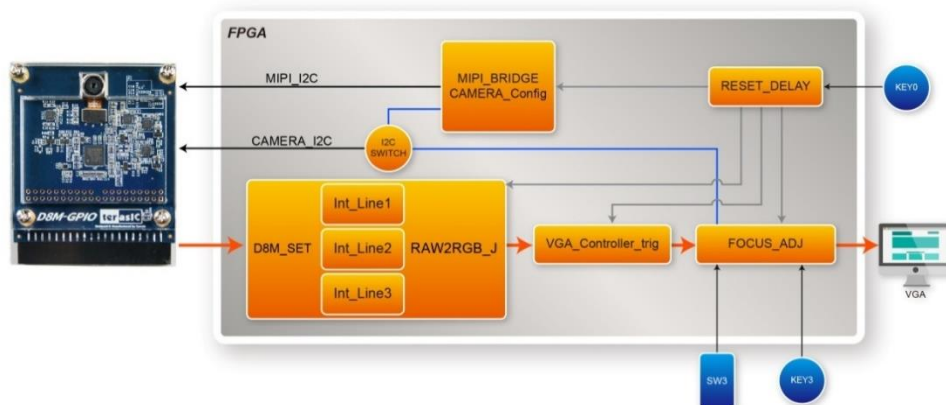 FPGA
MIPI_I2C
MIPI_BRIDGE
CAMERA_Config
RESET_DELAY
KEY0
CAMERA_I2C
I2C
SWITCH
D8M-GPIO terasIC
D8M_SET
Int_Line1
Int_Line2
Int_Line3
RAW2RGB_J
VGA_Controller_trig
FOCUS_ADJ
VGA
SW3
KEY3